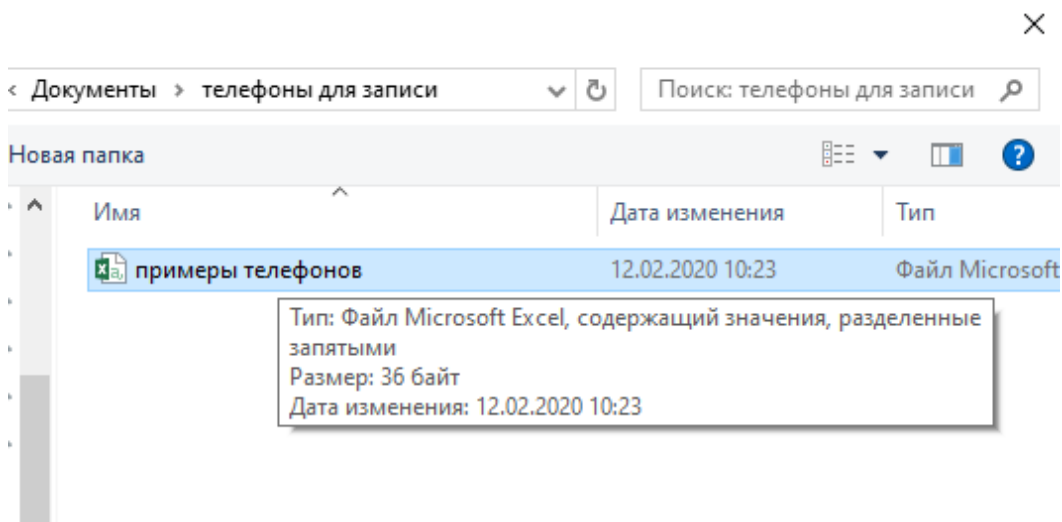 Документы > телефоны для записи
Поиск: телефоны для записи
Новая папка
?
Имя
Дата изменения
Тип
примеры телефонов
12.02.2020 10:23
Файл Microsoft
Тип: Файл Microsoft Excel, содержащий значения, разделенные
запятыми
Размер: 36 байт
Дата изменения: 12.02.2020 10:23